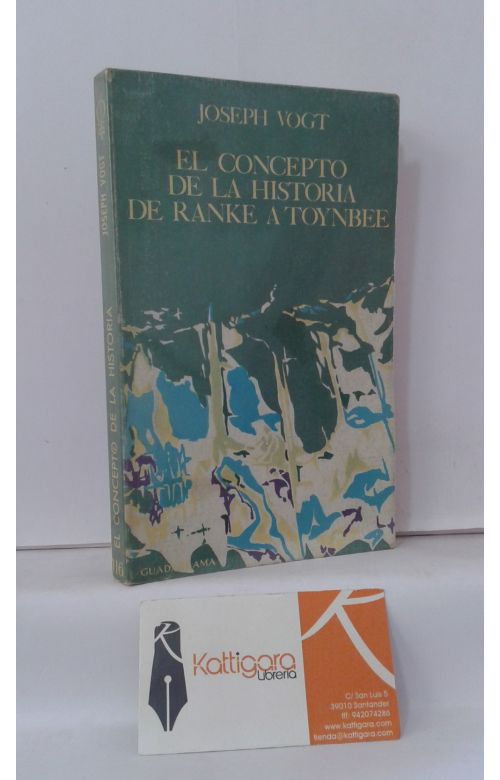 JOSEPH VOGT
EL CONCEPTO
DE LA HISTORIA
DE RANKE A TOYNBEE
GUADARRAMA
JOSEPH VOGT
EL CONCEPTO DE LA HISTORIA
116
Kattigara
Librería
C/ San Luis 5
39010 Santander
tlf: 942074286
www.kattigara.com
tienda@kattigara.com